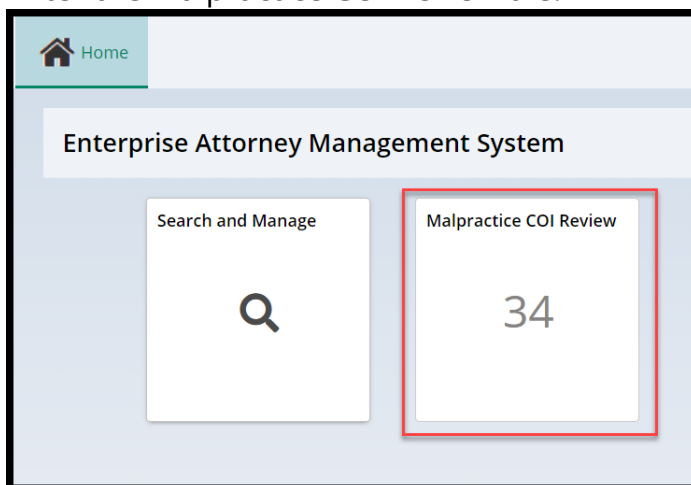 Home
Enterprise Attorney Management System
Search and Manage
Malpractice COI Review
34